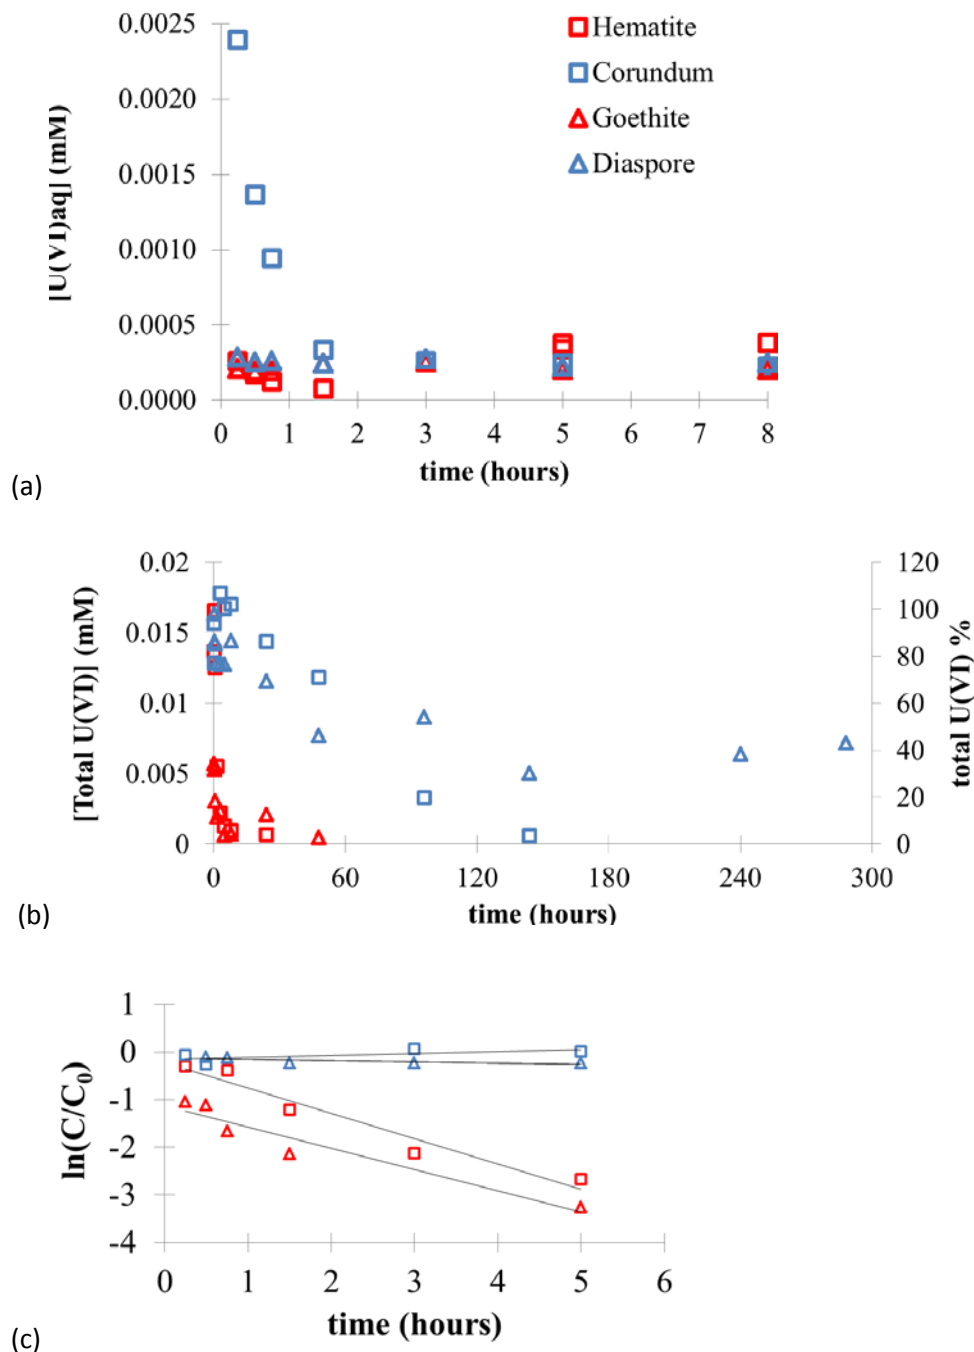 0.0025
0.0020
0.0015
0.0010
0.0005
0.0000
[U(VI)aq] (mM)
Hematite
Corundum
Goethite
Diaspore
0 1 2 3 4 5 6 7 8
time (hours)
(a)
0.02
0.015
0.01
0.005
0
[Total U(VI)] (mM)
120
100
80
60
40
20
0
total U(VI) %
0 60 120 180 240 300
time (hours)
(b)
1
0
-1
-2
-3
-4
ln(C/C₀)
0 1 2 3 4 5 6
time (hours)
(c)